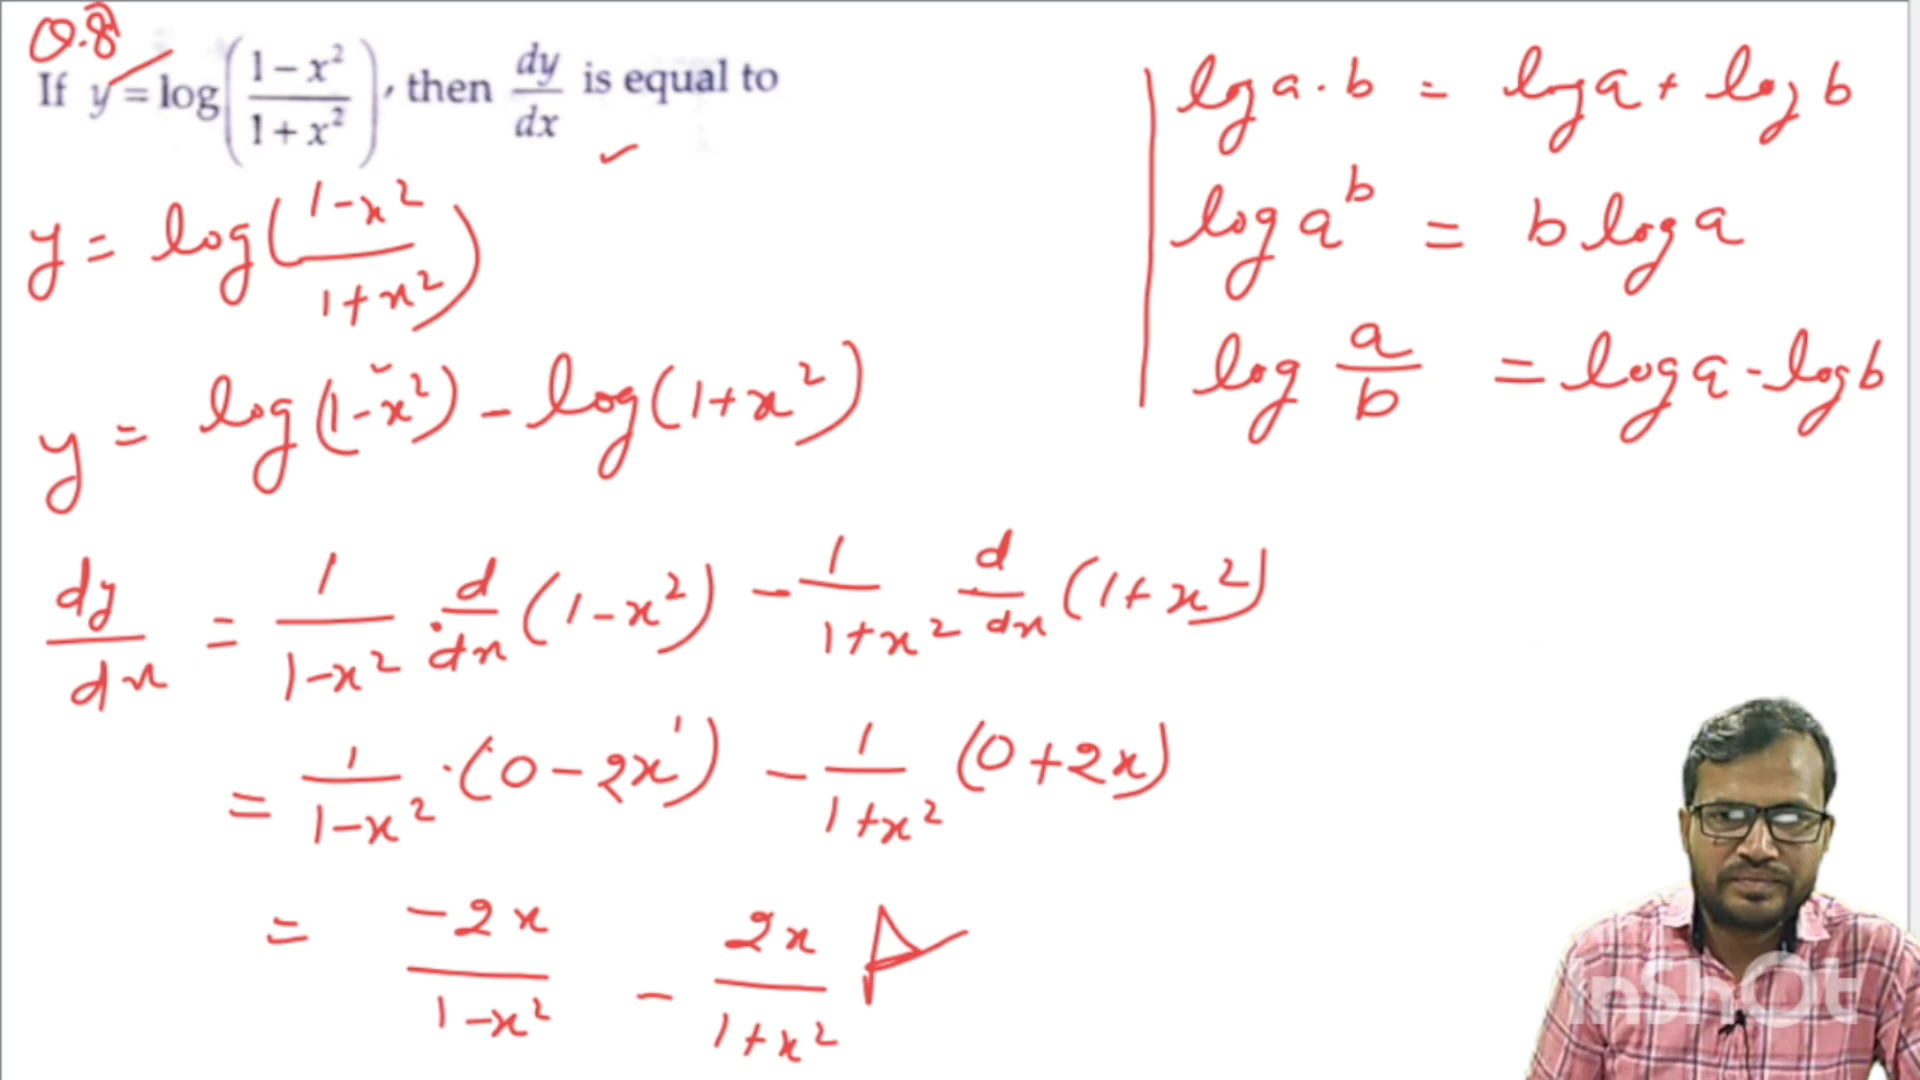 Q.8
If y = log((1 − x²)/(1 + x²)), then dy/dx is equal to
y = log((1-x²)/(1+x²))
y = log(1-x²) - log(1+x²)
dy/dx = 1/(1-x²) · d/dx (1-x²) - 1/(1+x²) d/dx (1+x²)
= 1/(1-x²) · (0 - 2x¹) - 1/(1+x²) (0+2x)
= -2x/(1-x²) - 2x/(1+x²) A
log a·b = log a + log b
log aᵇ = b log a
log a/b = log a - log b
InShOt